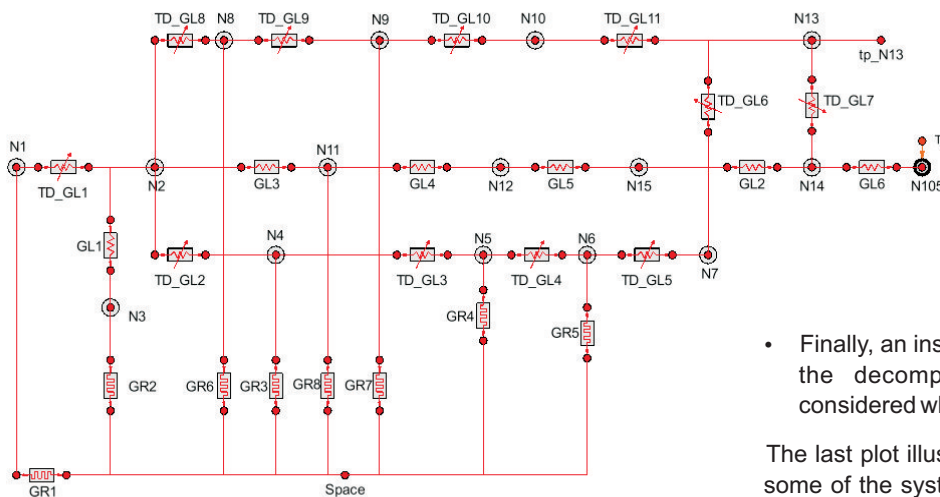 TD_GL8
N8
TD_GL9
N9
TD_GL10
N10
TD_GL11
N13
tp_N13
TD_GL6
TD_GL7
N1
TD_GL1
N2
GL3
N11
GL4
N12
GL5
N15
GL2
N14
GL6
T
N105
GL1
TD_GL2
N4
TD_GL3
N5
TD_GL4
N6
TD_GL5
N7
N3
GR4
GR5
GR2
GR6
GR3
GR8
GR7
GR1
Space
• Finally, an ins
the decomp
considered wh
The last plot illus
some of the syst